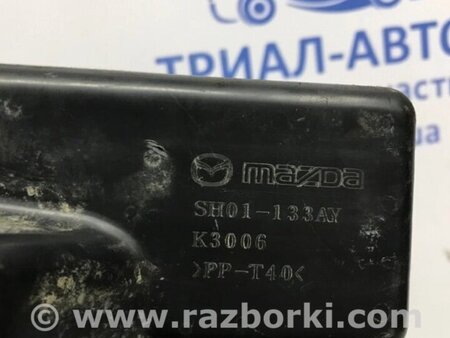 ТРИАЛ-АВТО
mazda
SH01-133AY
K3006
>PP-T40<
www.razborki.com